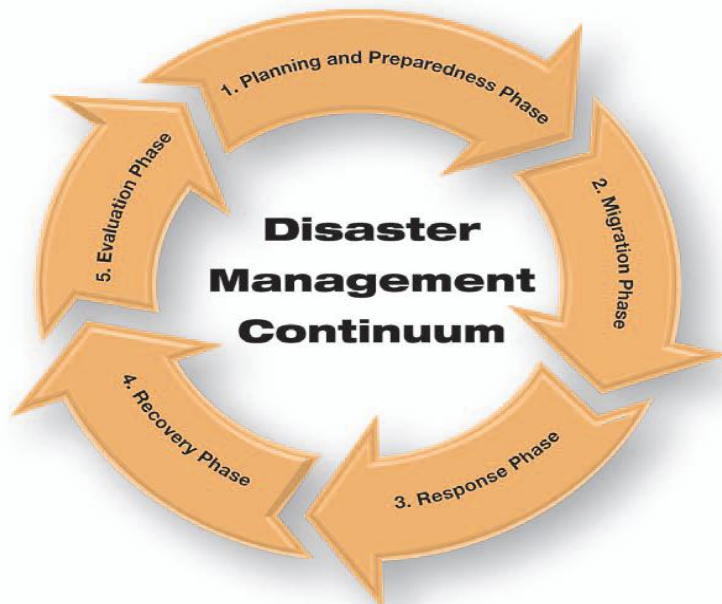 Disaster
Management
Continuum
1. Planning and Preparedness Phase
2. Migration Phase
3. Response Phase
4. Recovery Phase
5. Evaluation Phase